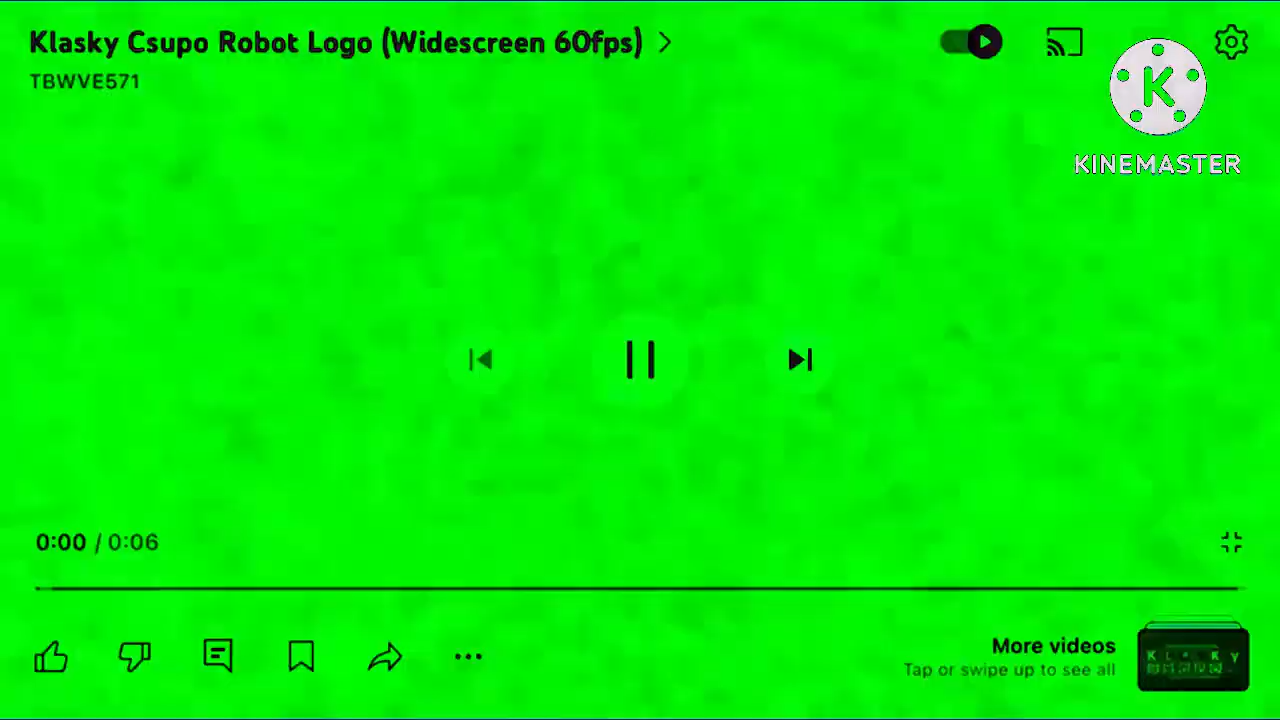 Klasky Csupo Robot Logo (Widescreen 60fps)
TBWVE571
K
KINEMASTER
0:00 / 0:06
More videos
Tap or swipe up to see all
K L A S K Y